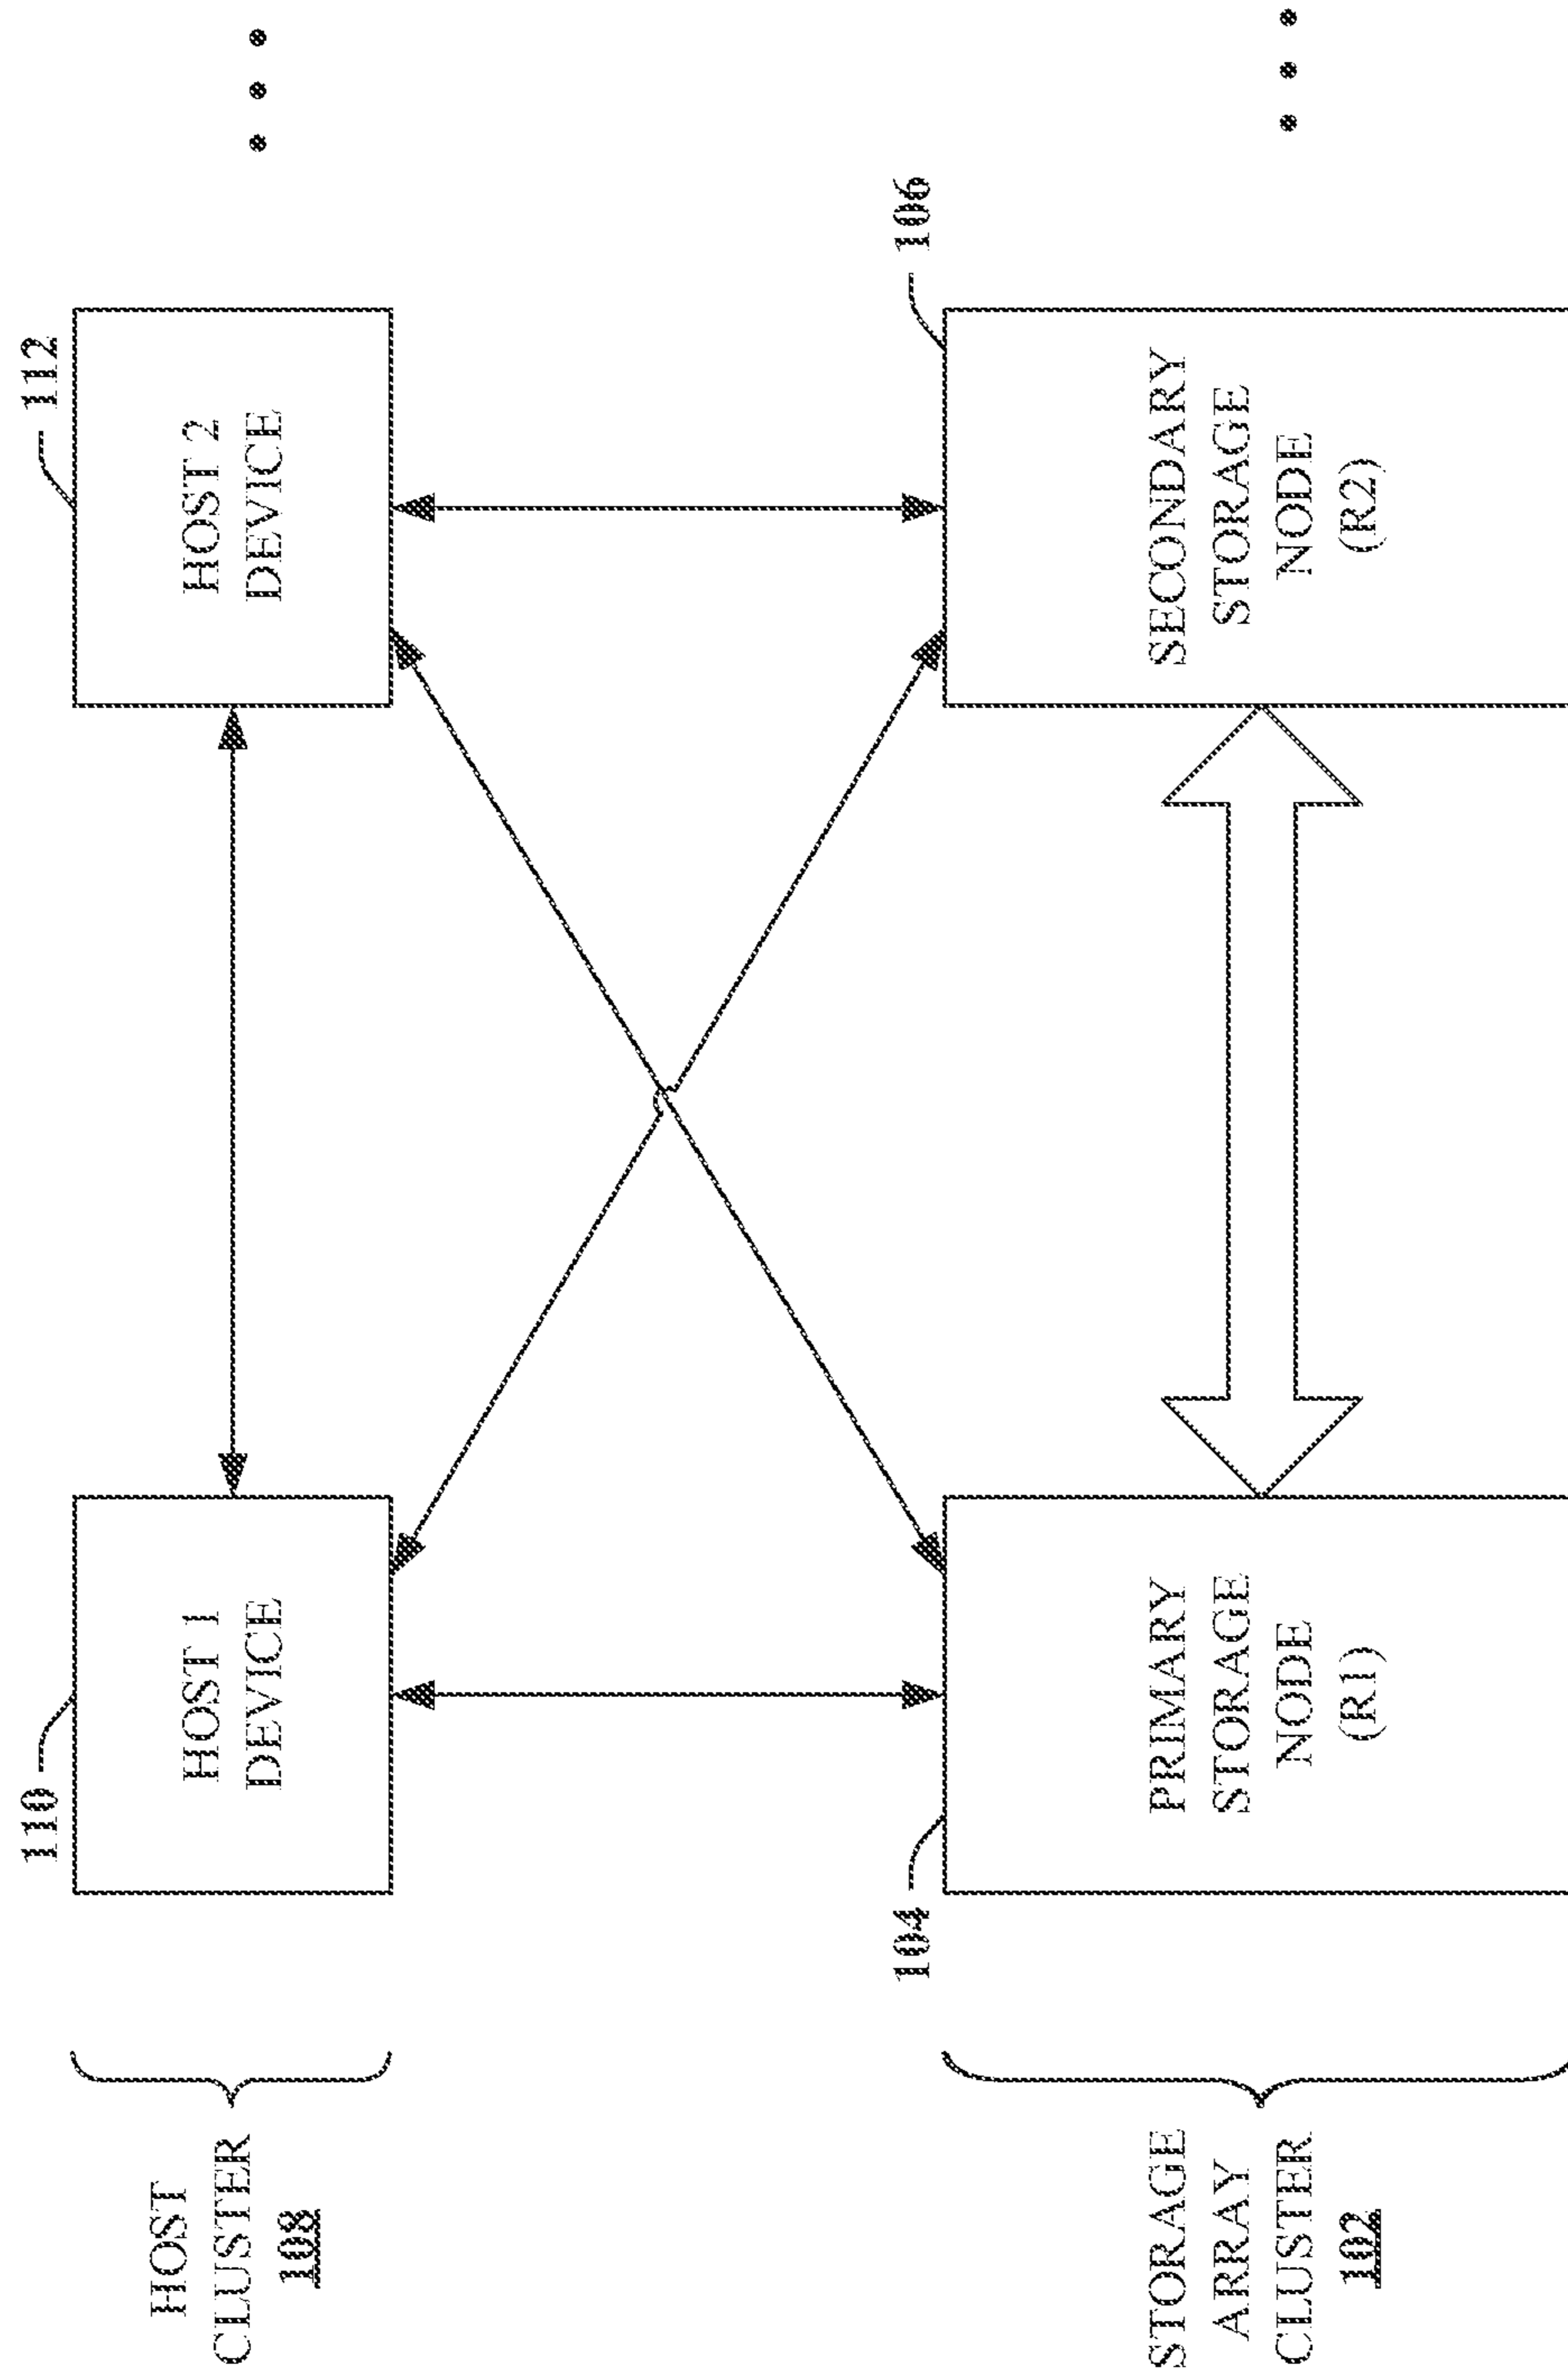 HOST
CLUSTER
108
110
HOST 1
DEVICE
112
HOST 2
DEVICE
STORAGE
ARRAY
CLUSTER
102
104
PRIMARY
STORAGE
NODE
(R1)
106
SECONDARY
STORAGE
NODE
(R2)